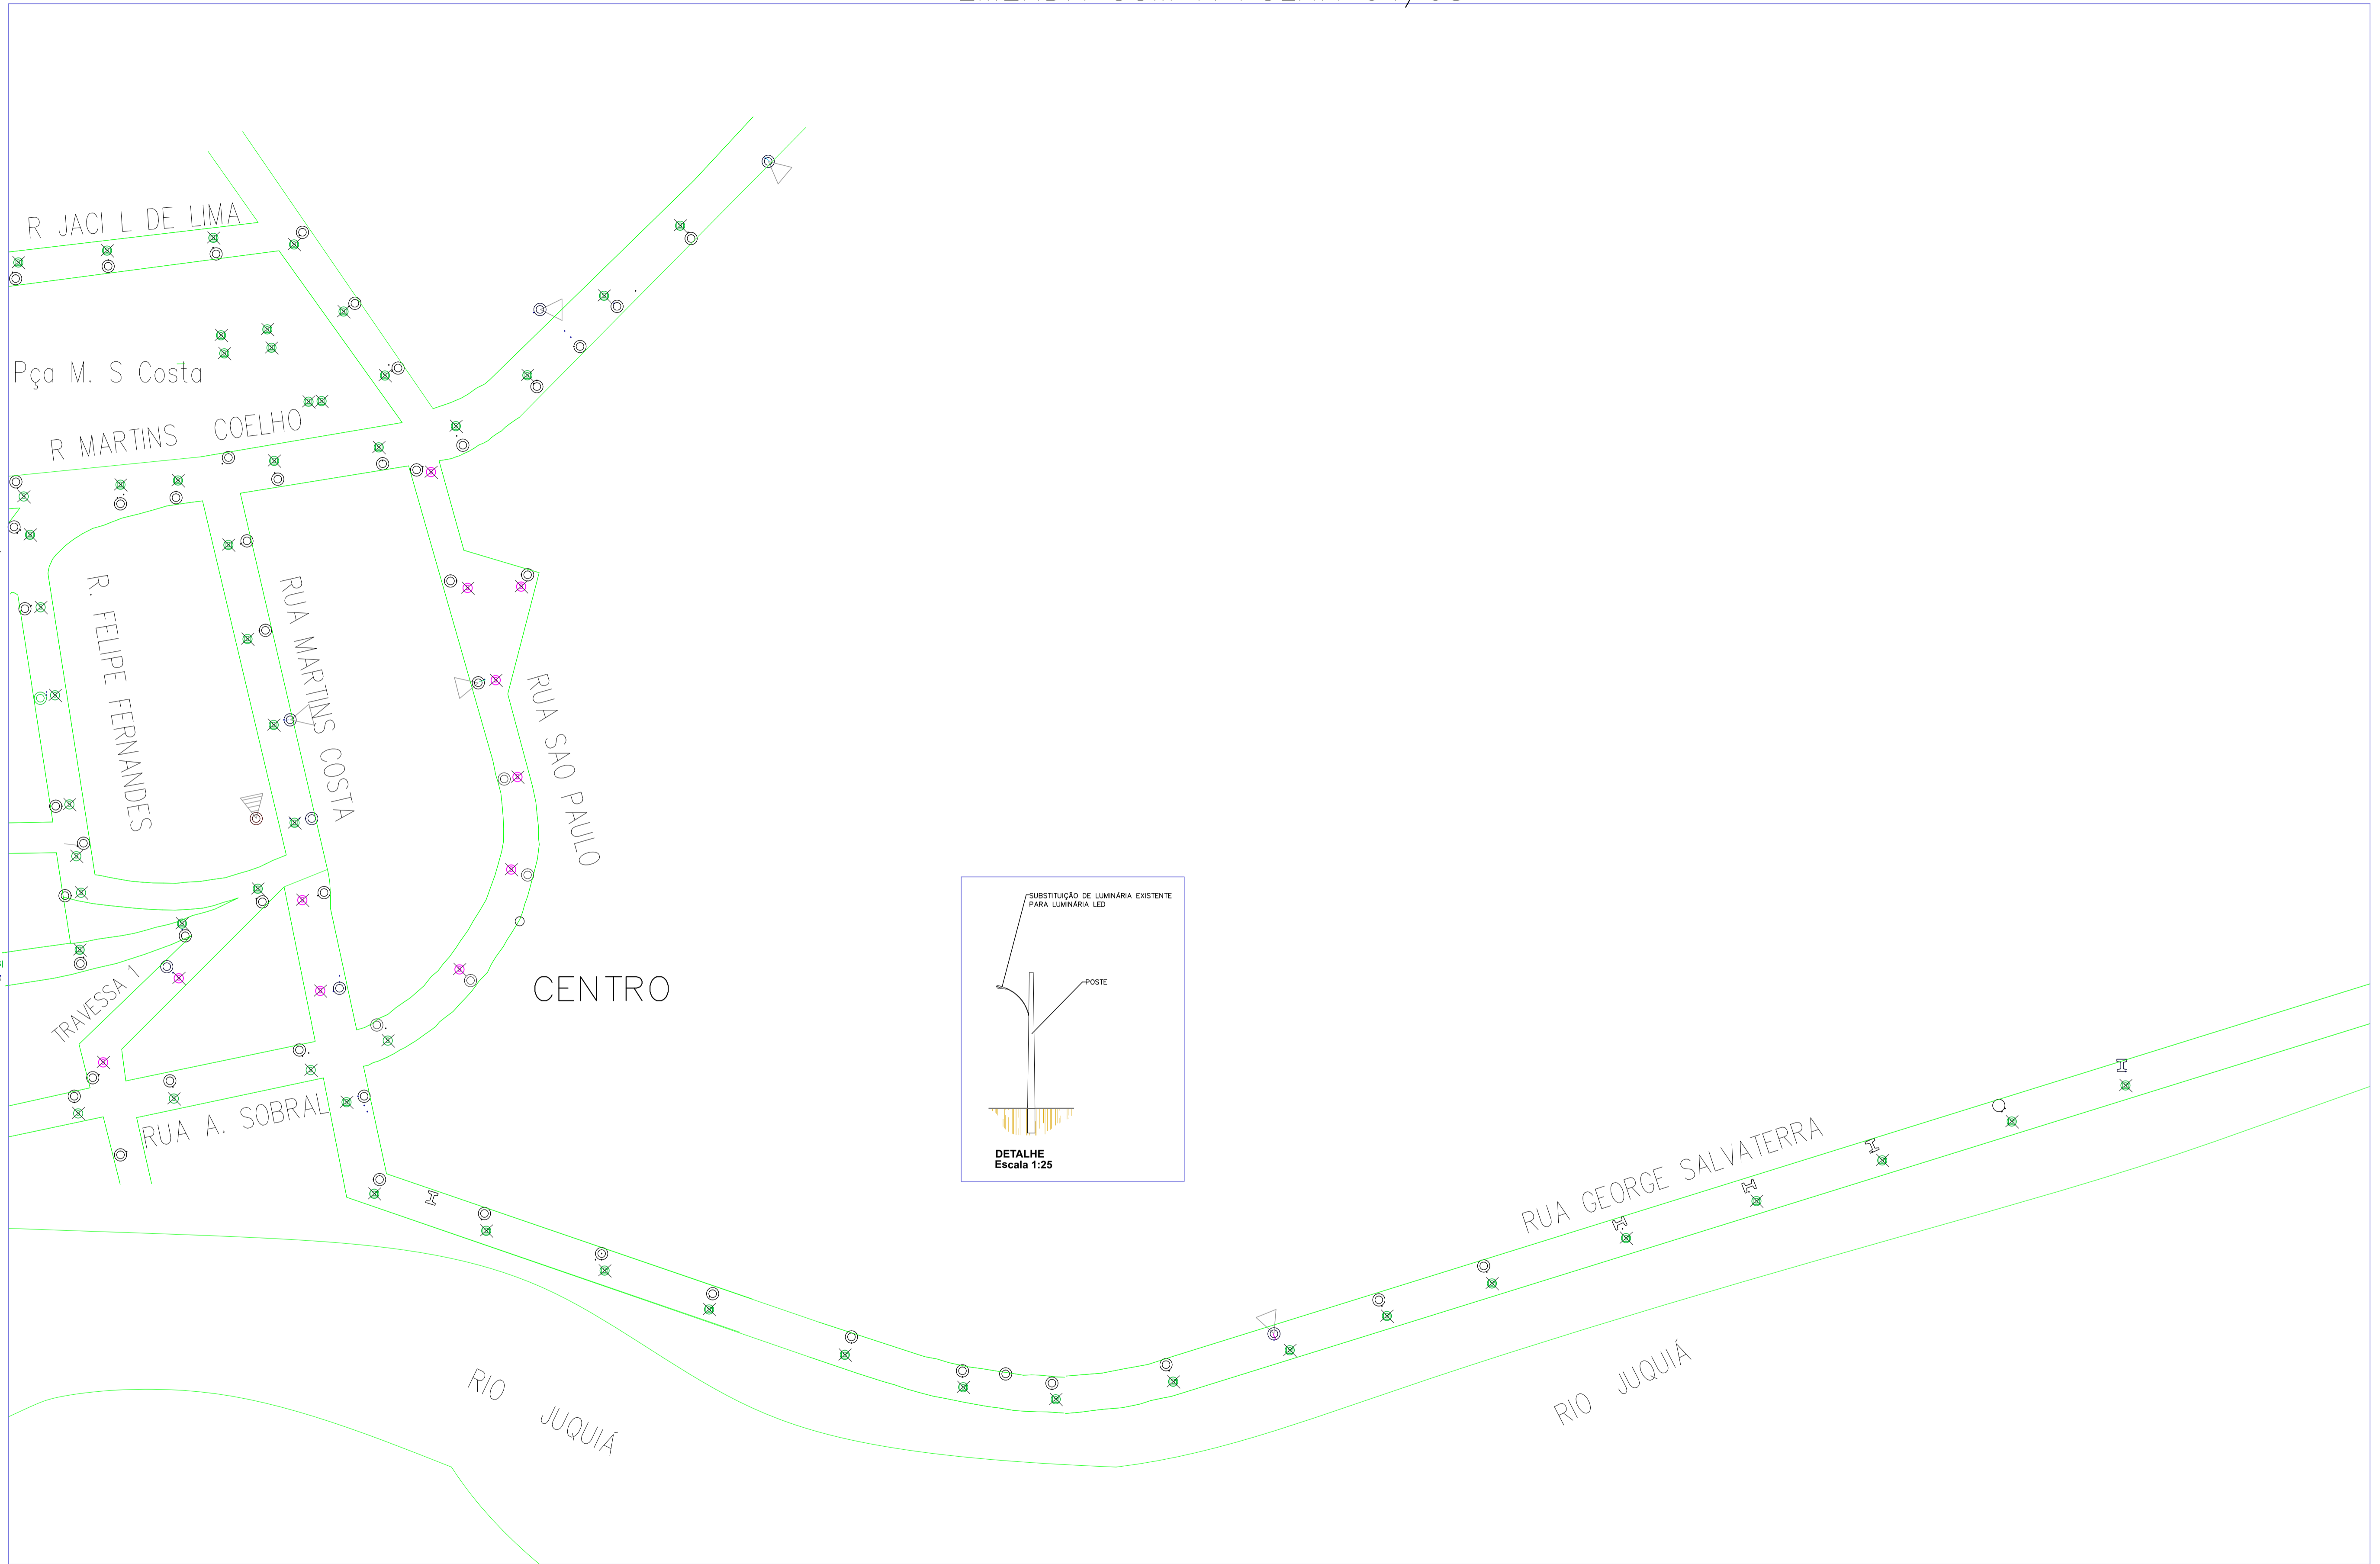 R JACI L DE LIMA
Pça M. S Costa
R MARTINS COELHO
R. FELIPE FERNANDES
RUA MARTINS COSTA
RUA SAO PAULO
SUBSTITUIÇÃO DE LUMINÁRIA EXISTENTE
PARA LUMINÁRIA LED
POSTE
DETALHE
Escala 1:25
CENTRO
TRAVESSA 1
RUA A. SOBRAL
RUA GEORGE SALVATERRA
RIO JUQUIÁ
RIO JUQUIÁ